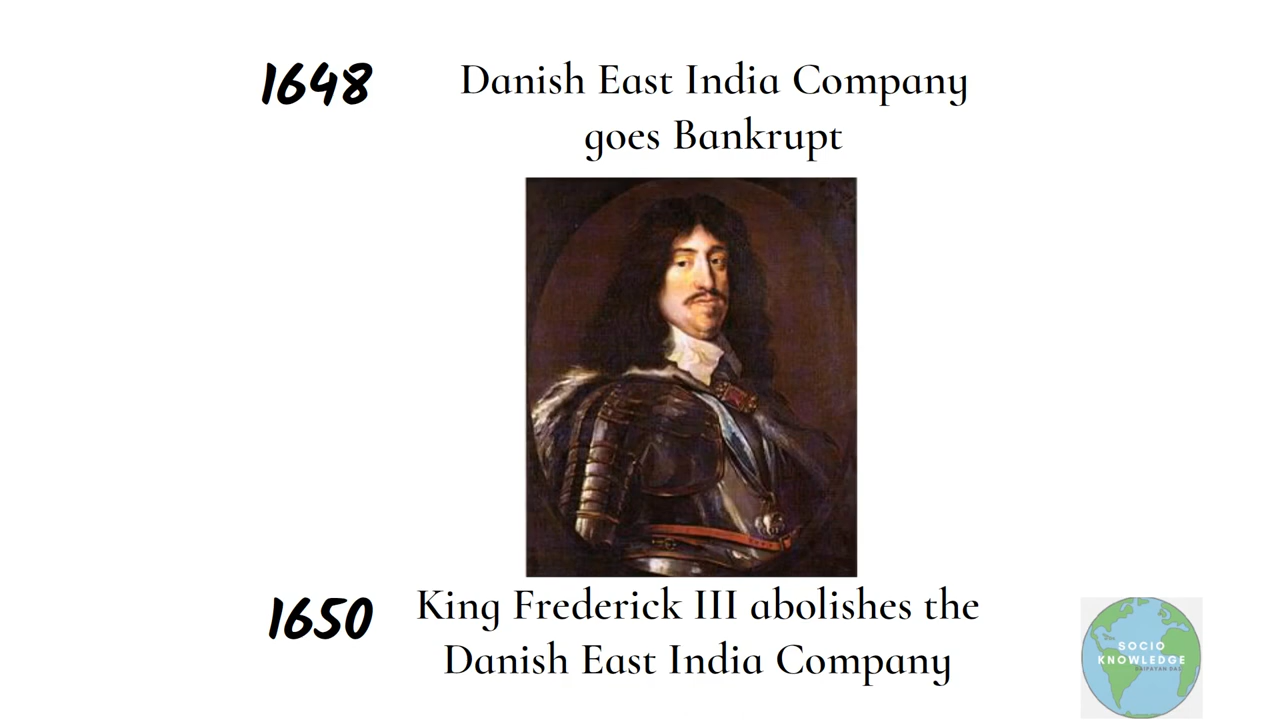 1648
Danish East India Company
goes Bankrupt
1650
King Frederick III abolishes the
Danish East India Company
SOCIO
KNOWLEDGE